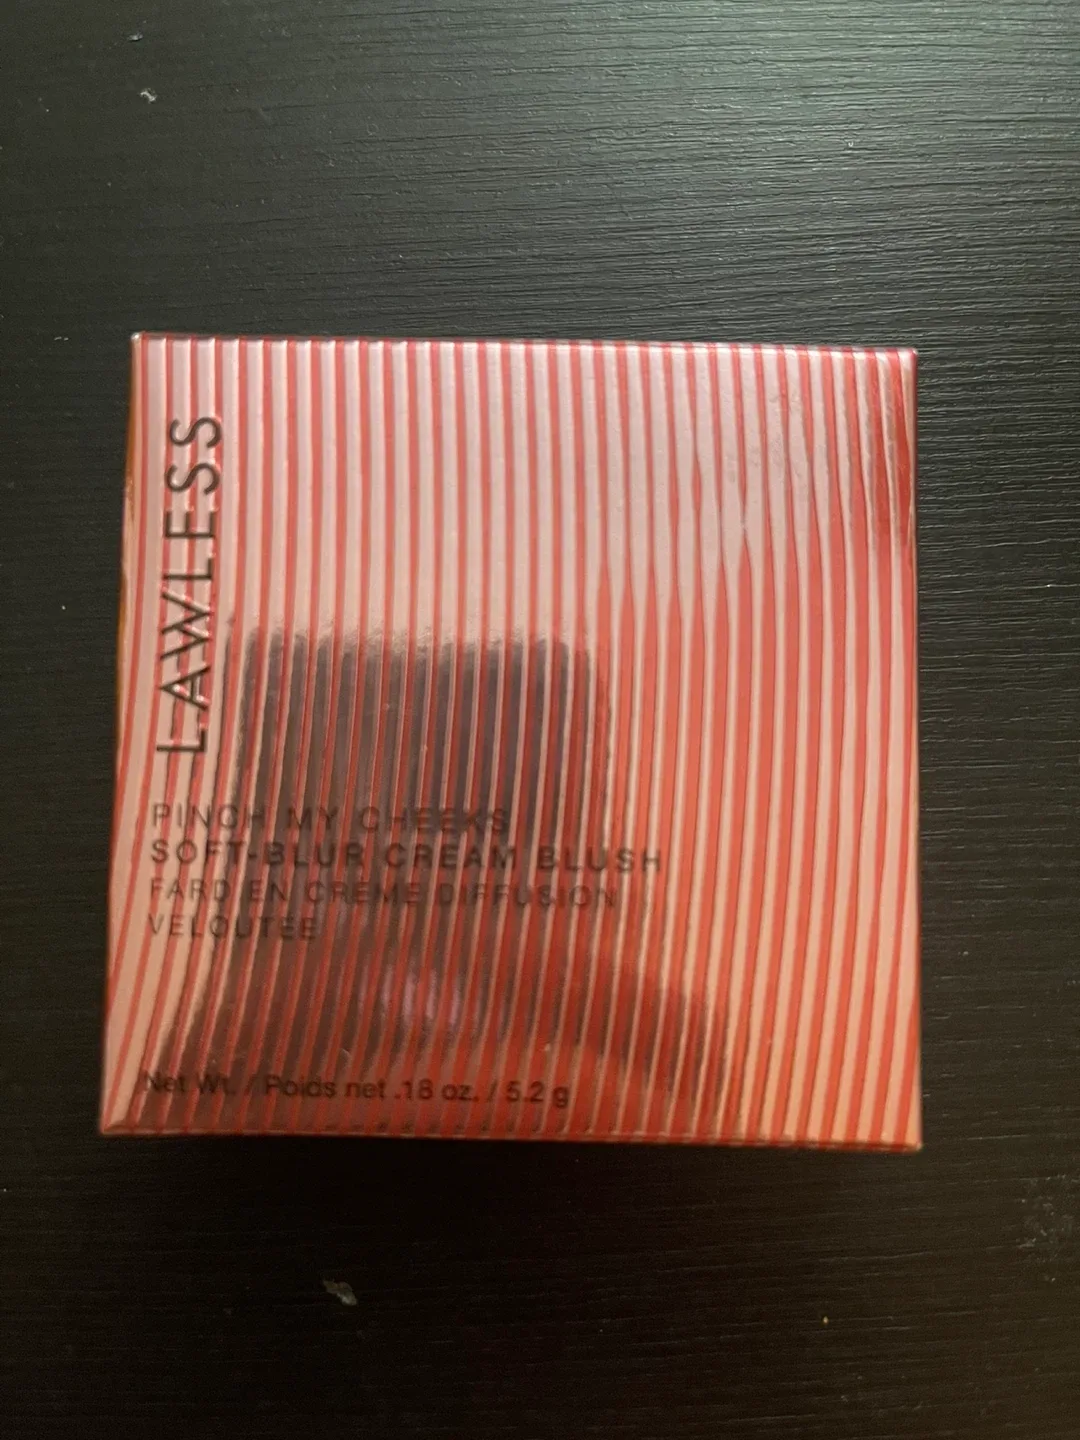 LAWLESS
PINCH MY CHEEKS
SOFT-BLUR CREAM BLUSH
FARD EN CRÈME DIFFUSION
VELOUTÉE
Net Wt. / Poids net .18 oz. / 5.2 g